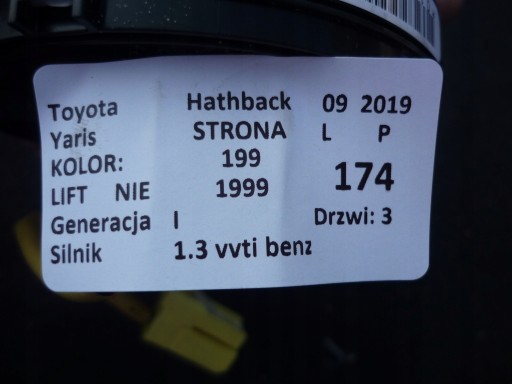 Toyota Hathback 09 2019
Yaris STRONA L P
KOLOR: 199
LIFT NIE 1999 174
Generacja I Drzwi: 3
Silnik 1.3 vvti benz